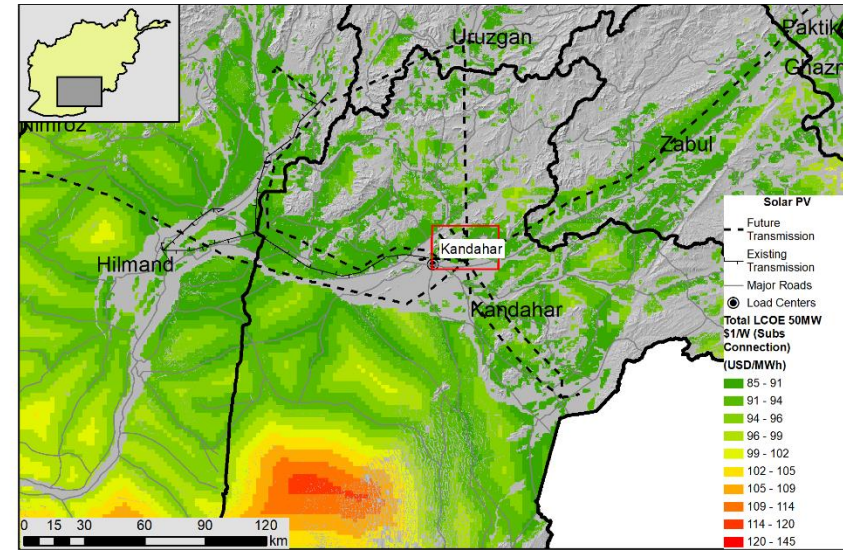 Uruzgan
Paktik
Ghazn
Nimroz
Zabul
Kandahar
Hilmand
Kandahar
Solar PV
Future
Transmission
Existing
Transmission
Major Roads
Load Centers
Total LCOE 50MW
$1/W (Subs
Connection)
(USD/MWh)
85 - 91
91 - 94
94 - 96
96 - 99
99 - 102
102 - 105
105 - 109
109 - 114
114 - 120
120 - 145
0 15 30 60 90 120
km